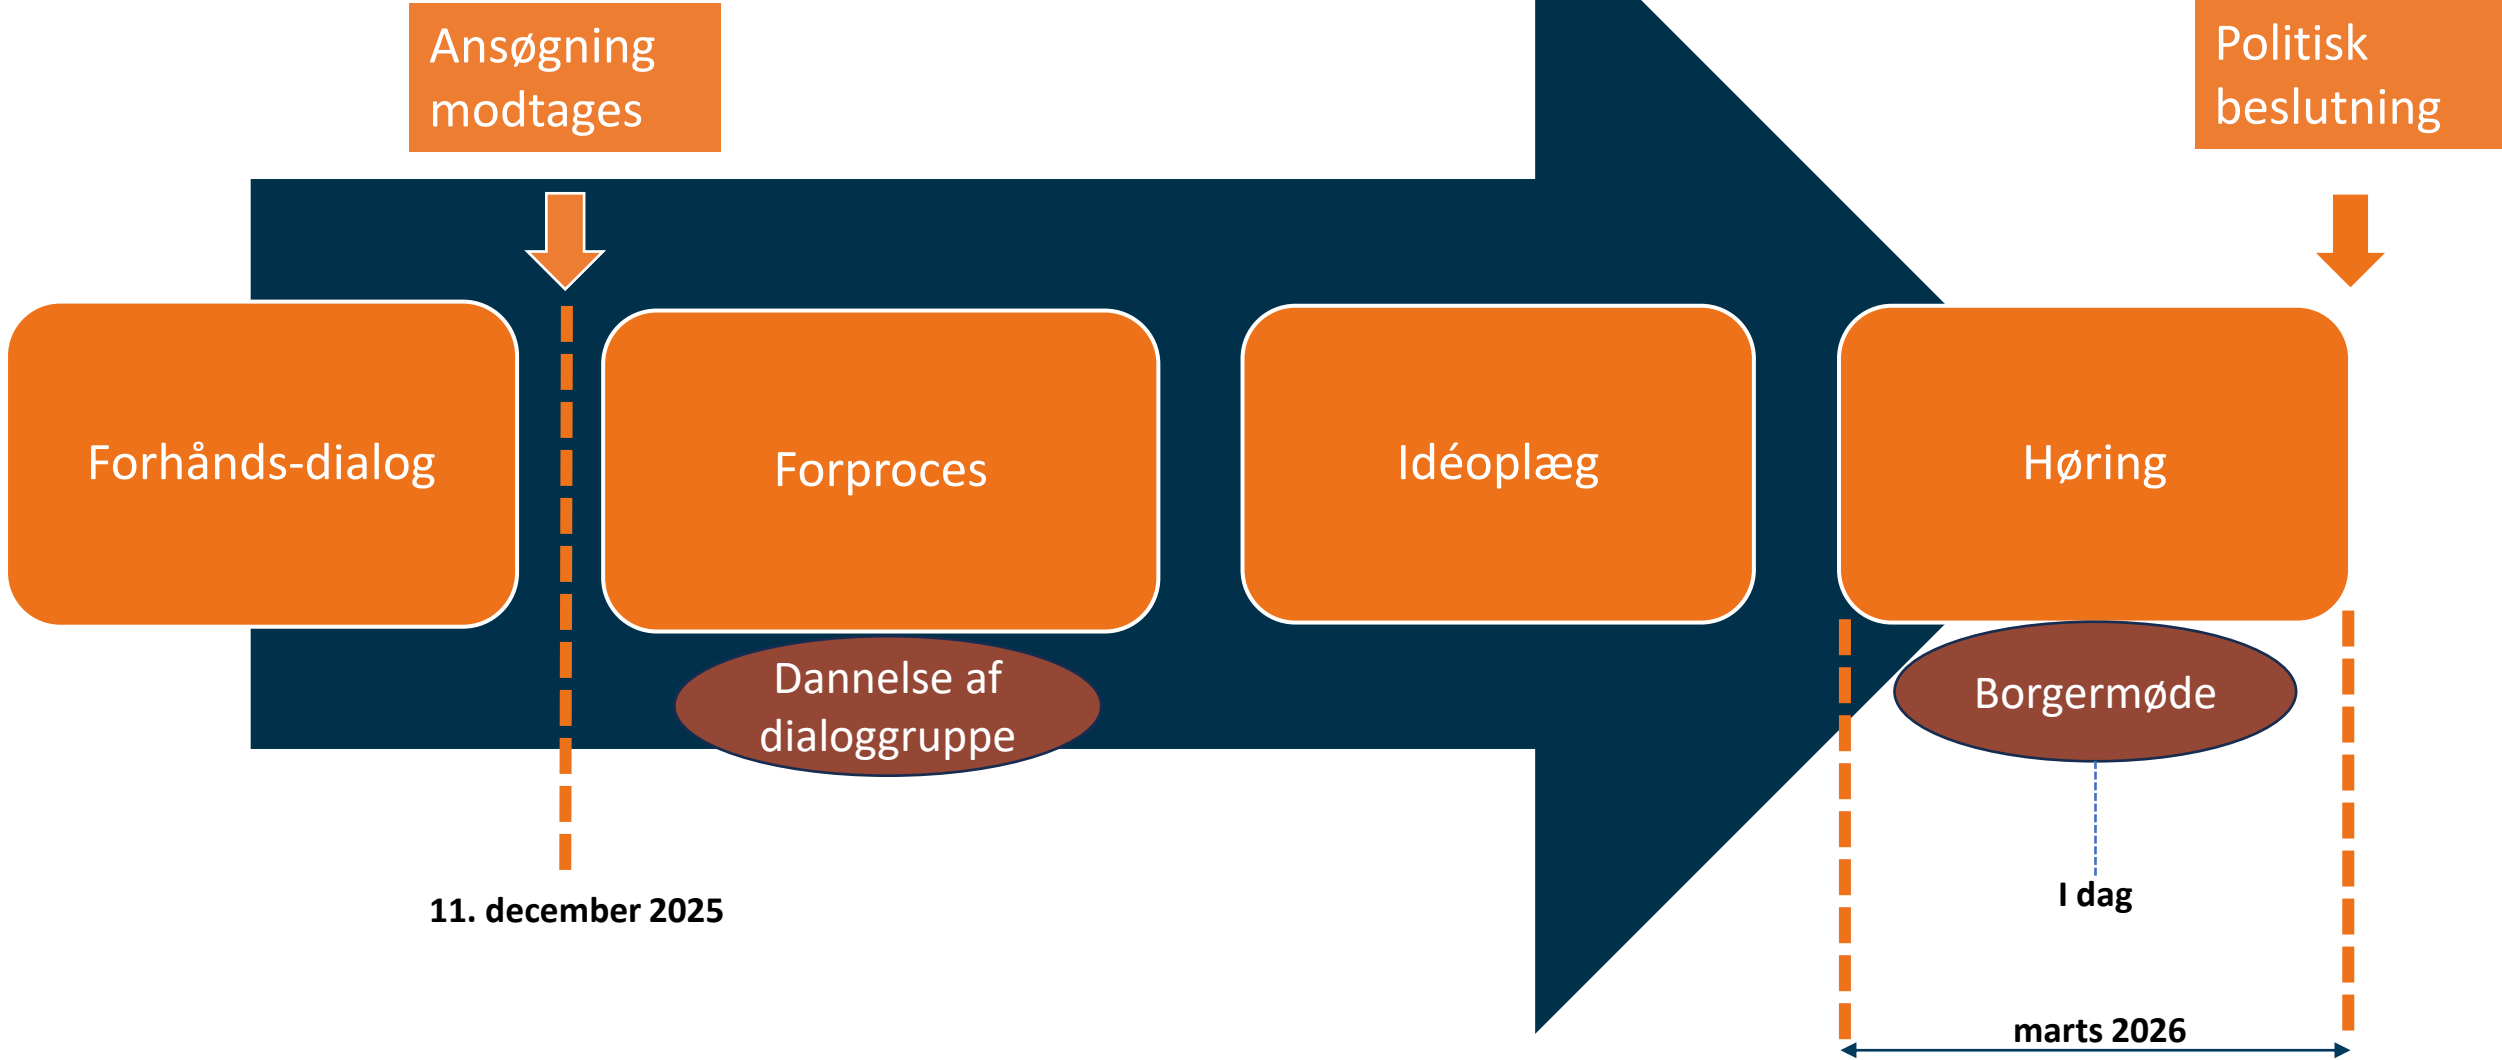 Ansøgning
modtages
Politisk
beslutning
Forhånds-dialog
Forproces
Idéoplæg
Høring
Dannelse af
dialoggruppe
Borgermøde
11. december 2025
I dag
marts 2026